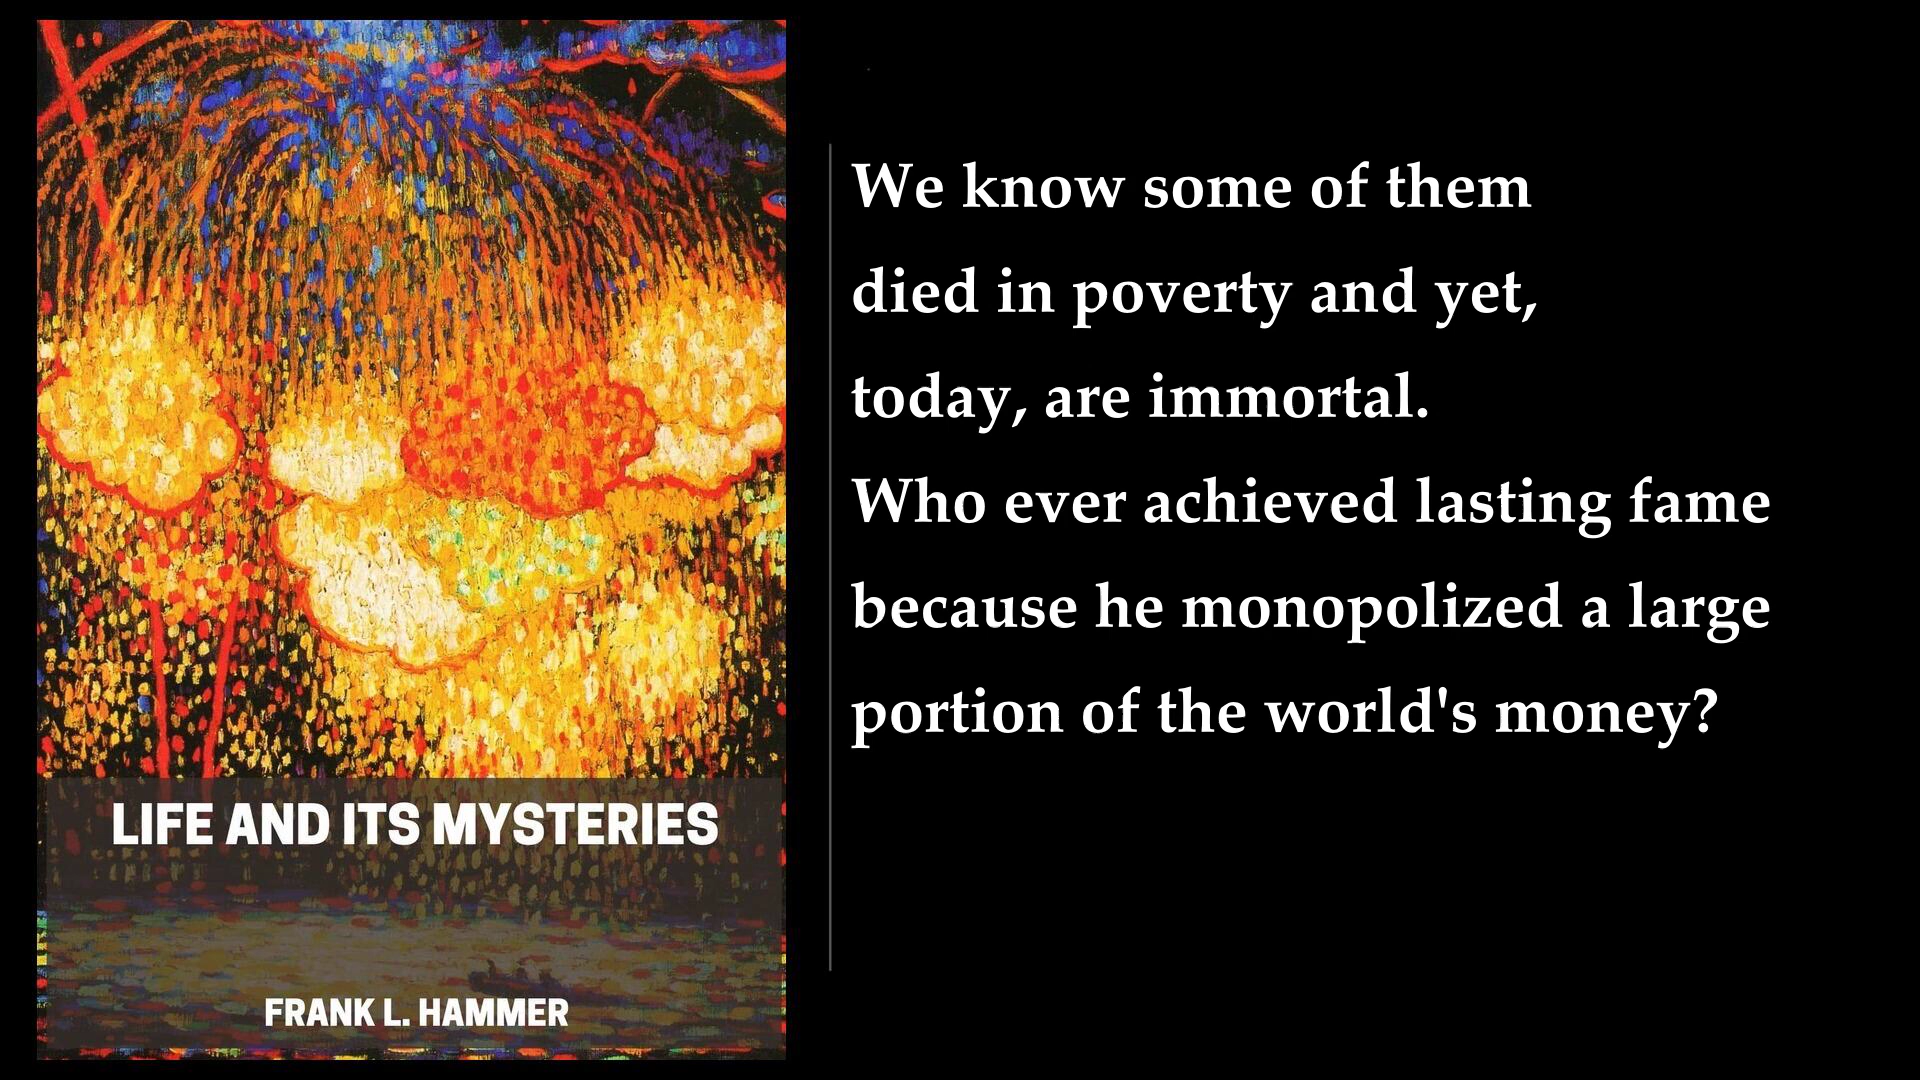 LIFE AND ITS MYSTERIES
FRANK L. HAMMER
We know some of them
died in poverty and yet,
today, are immortal.
Who ever achieved lasting fame
because he monopolized a large
portion of the world's money?